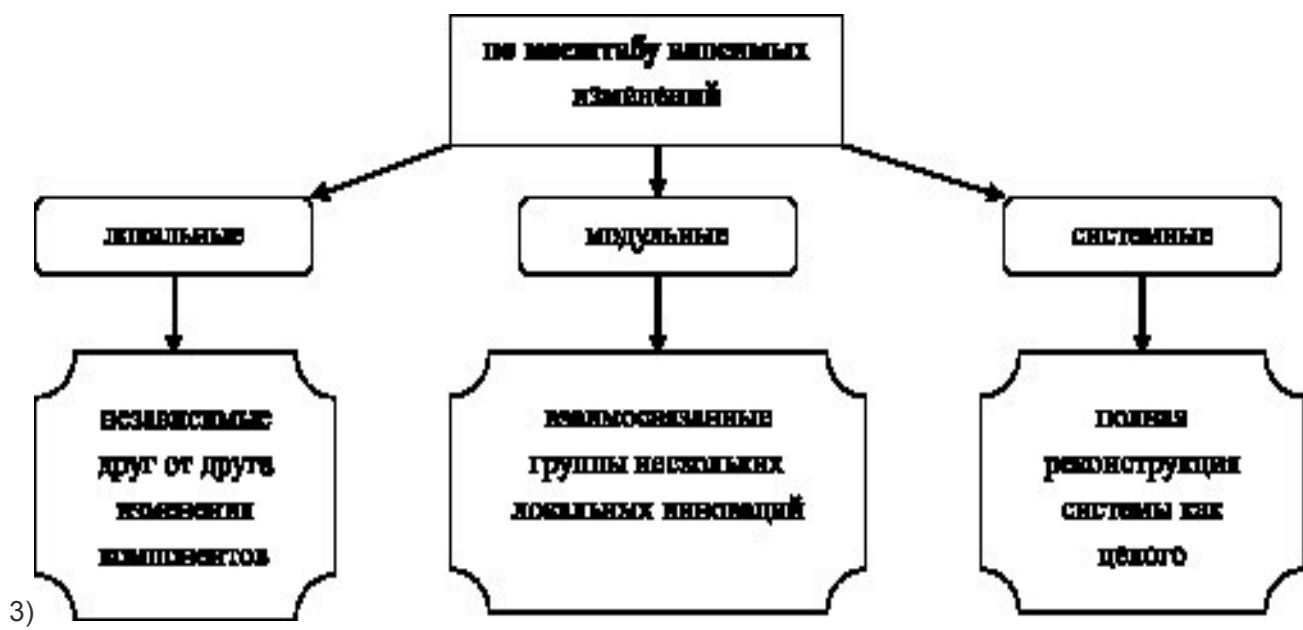 по масштабу вносимых
изменений
локальные
модульные
системные
независимые
друг от друга
изменения
компонентов
взаимосвязанные
группы нескольких
локальных инноваций
полная
реконструкция
системы как
целого
3)